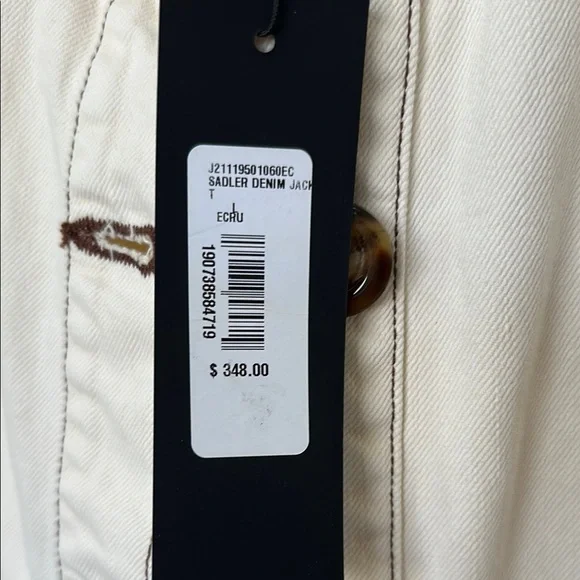 J21119501060EC
SADLER DENIM JACK
T
L
ECRU
190738584719
$ 348.00